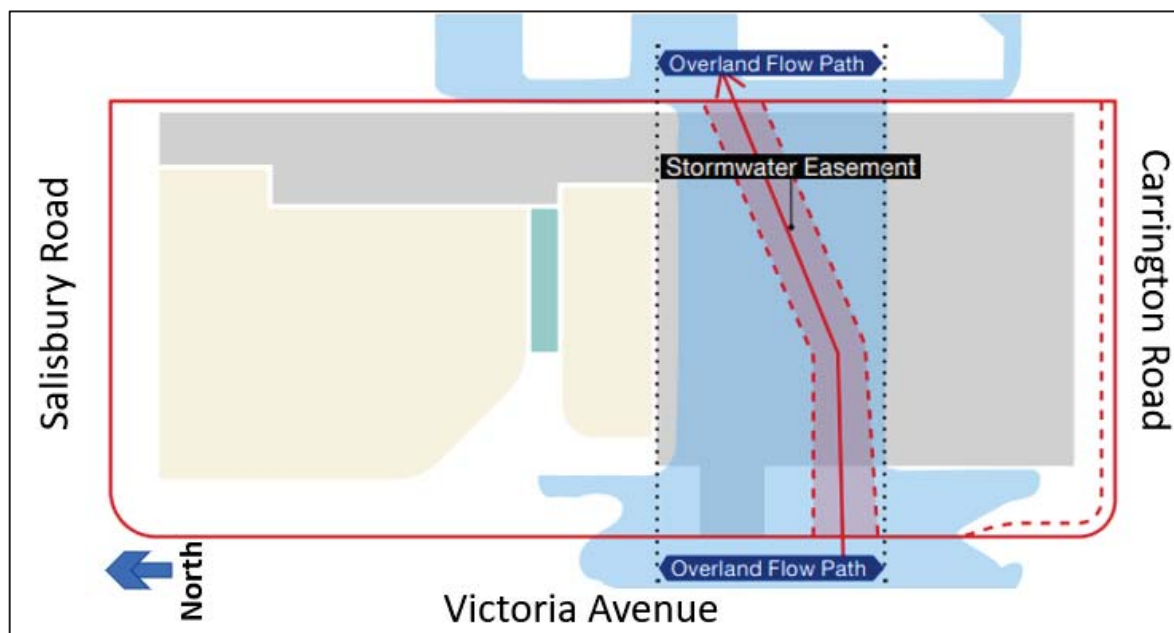 Overland Flow Path
Stormwater Easement
Salisbury Road
Carrington Road
Overland Flow Path
North
Victoria Avenue